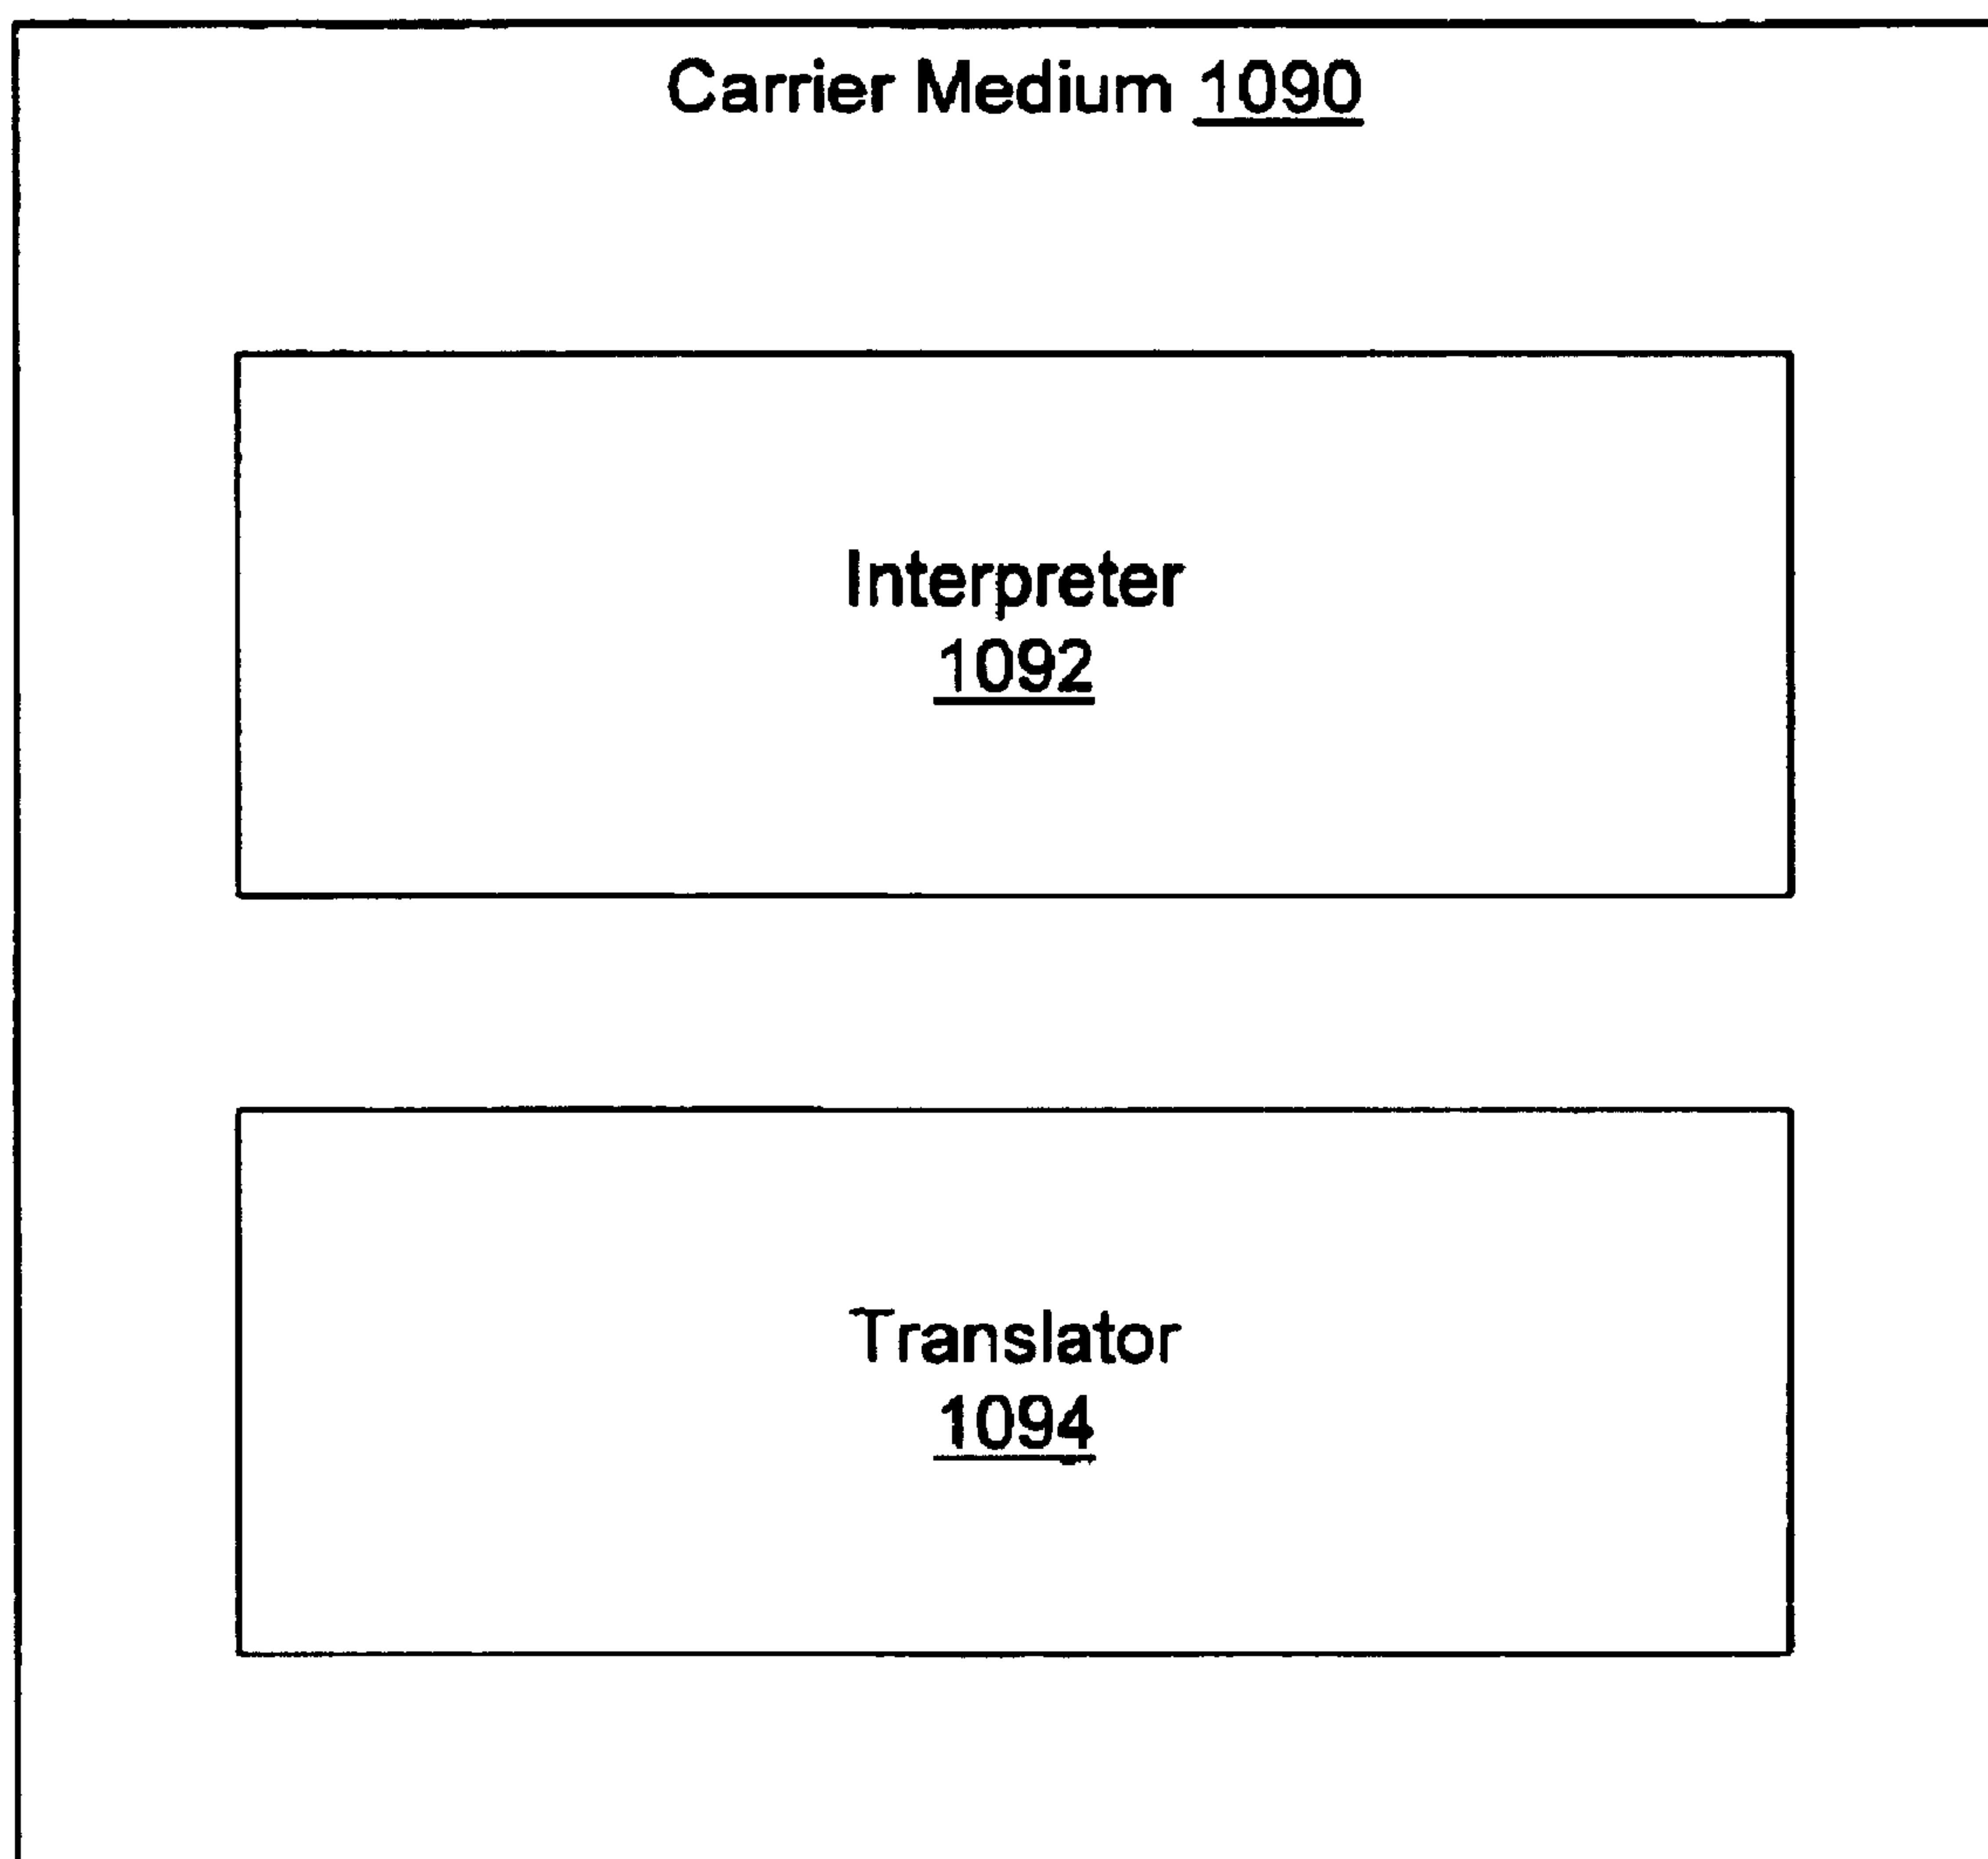 Carrier Medium 1090
Interpreter
1092
Translator
1094